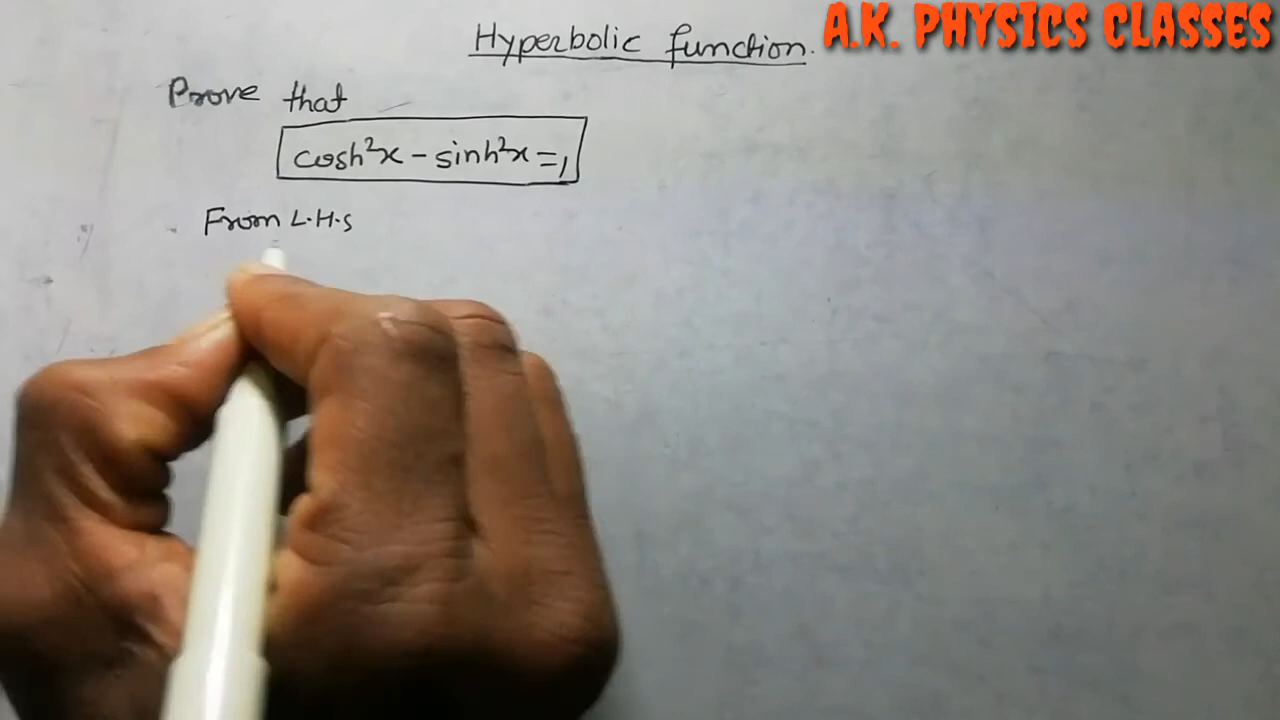 A.K. PHYSICS CLASSES
Hyperbolic function.
Prove that
cosh²x - sinh²x = 1
From L.H.S